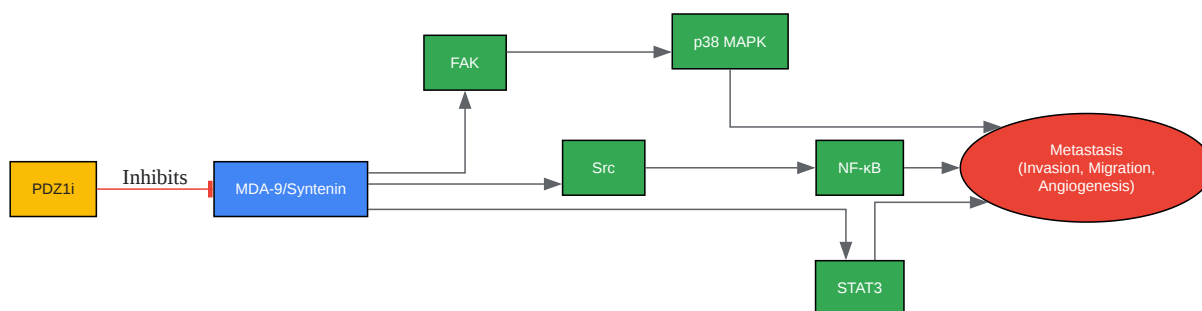 p38 MAPK
FAK
Metastasis
(Invasion, Migration,
Angiogenesis)
Src
NF-κB
Inhibits
PDZ1i
MDA-9/Syntenin
STAT3